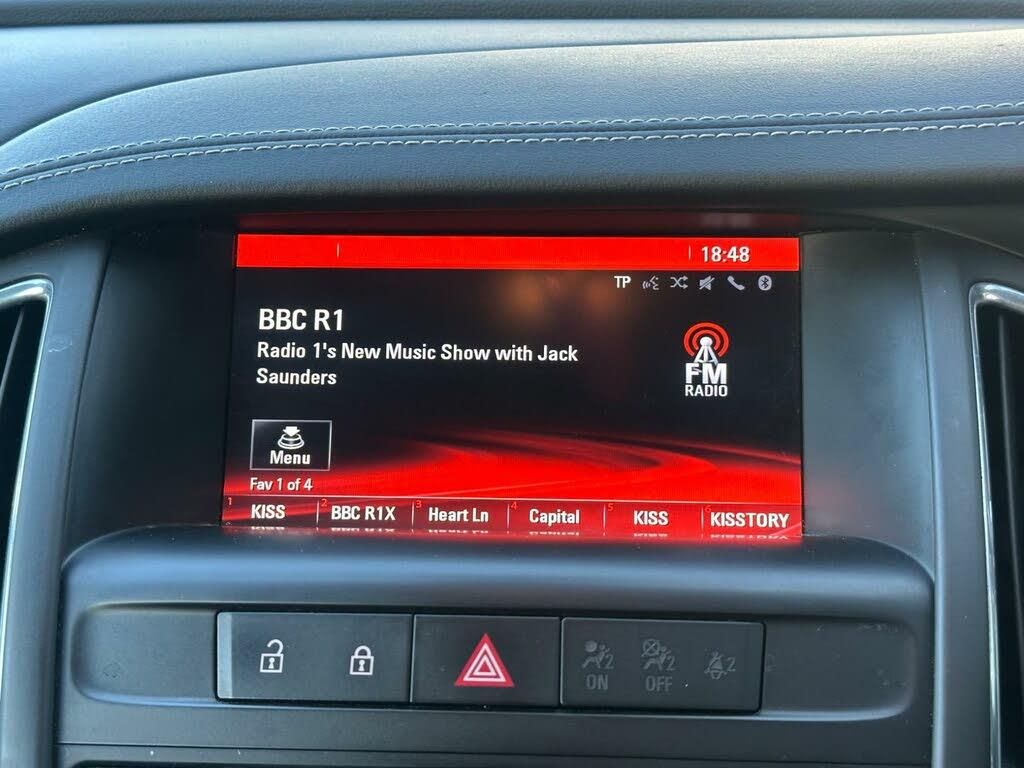 18:48
TP
BBC R1
Radio 1's New Music Show with Jack
Saunders
FM
RADIO
Menu
Fav 1 of 4
1 KISS 2 BBC R1X 3 Heart Ln 4 Capital 5 KISS 6 KISSTORY
2 2 2
ON OFF